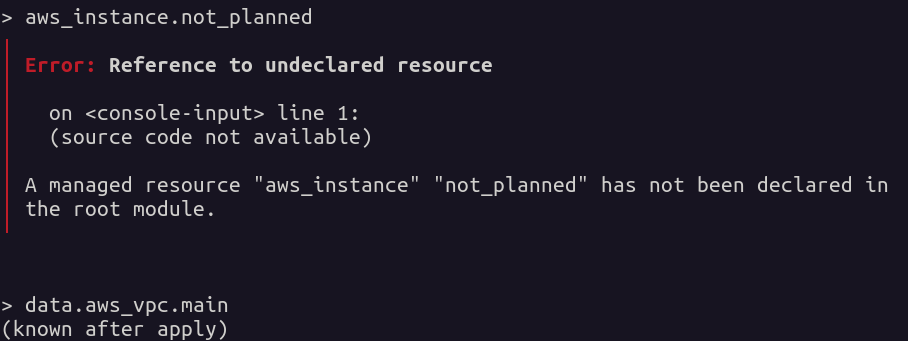 > aws_instance.not_planned
Error: Reference to undeclared resource
on <console-input> line 1:
(source code not available)
A managed resource "aws_instance" "not_planned" has not been declared in
the root module.
> data.aws_vpc.main
(known after apply)